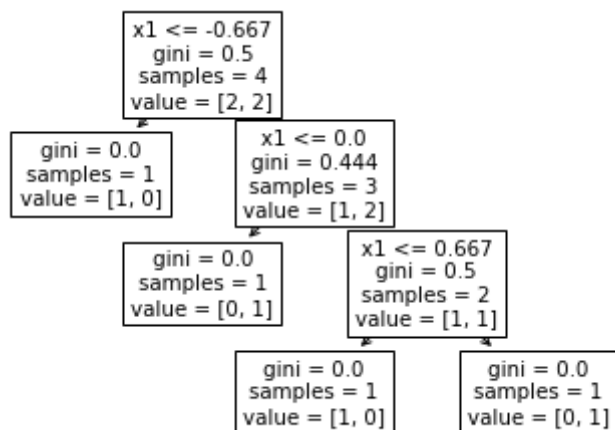 x1 <= -0.667
gini = 0.5
samples = 4
value = [2, 2]
gini = 0.0
samples = 1
value = [1, 0]
x1 <= 0.0
gini = 0.444
samples = 3
value = [1, 2]
gini = 0.0
samples = 1
value = [0, 1]
x1 <= 0.667
gini = 0.5
samples = 2
value = [1, 1]
gini = 0.0
samples = 1
value = [1, 0]
gini = 0.0
samples = 1
value = [0, 1]